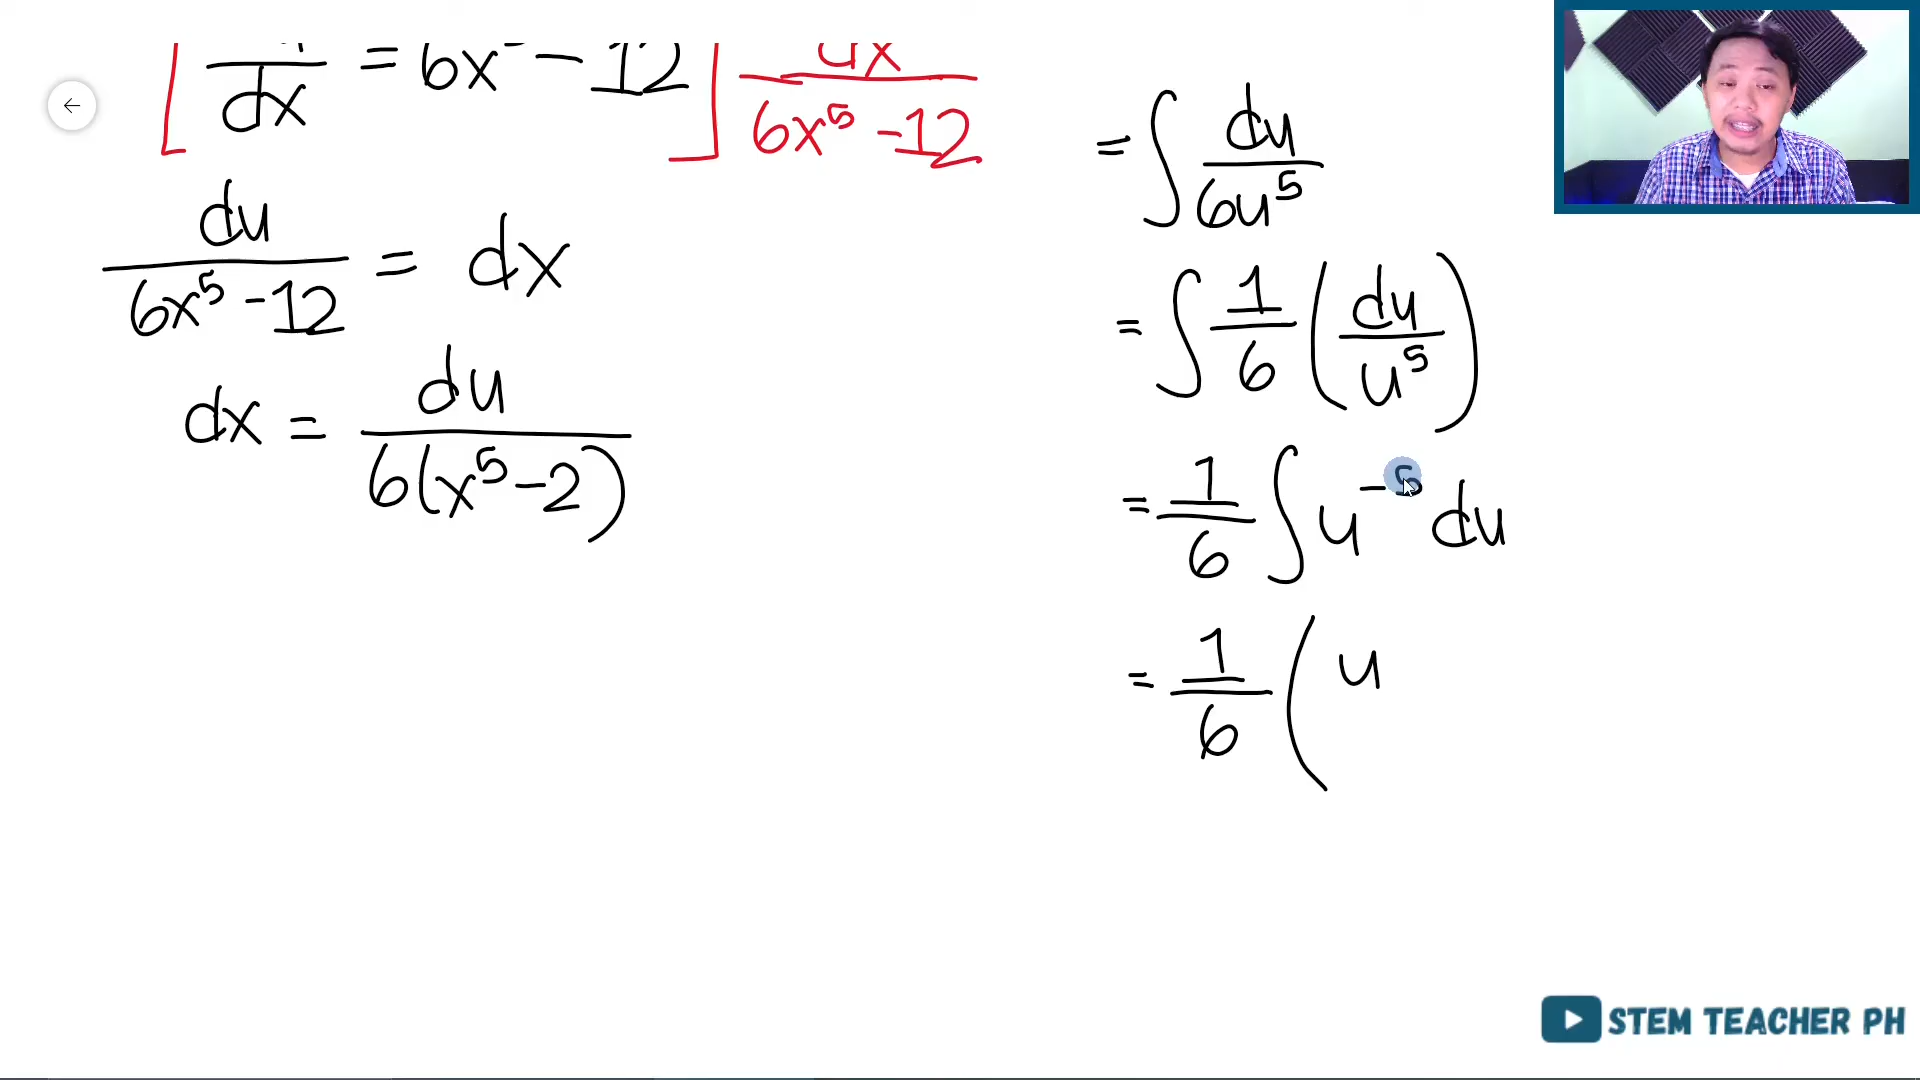 [ — / dx = 6x - 12 ] dx / 6x⁵ - 12
du / 6x⁵ - 12 = dx
dx = du / 6(x⁵ - 2)
= ∫ du / 6u⁵
= ∫ 1/6 ( du / u⁵ )
= 1/6 ∫ u⁻⁵ du
= 1/6 ( u
STEM TEACHER PH